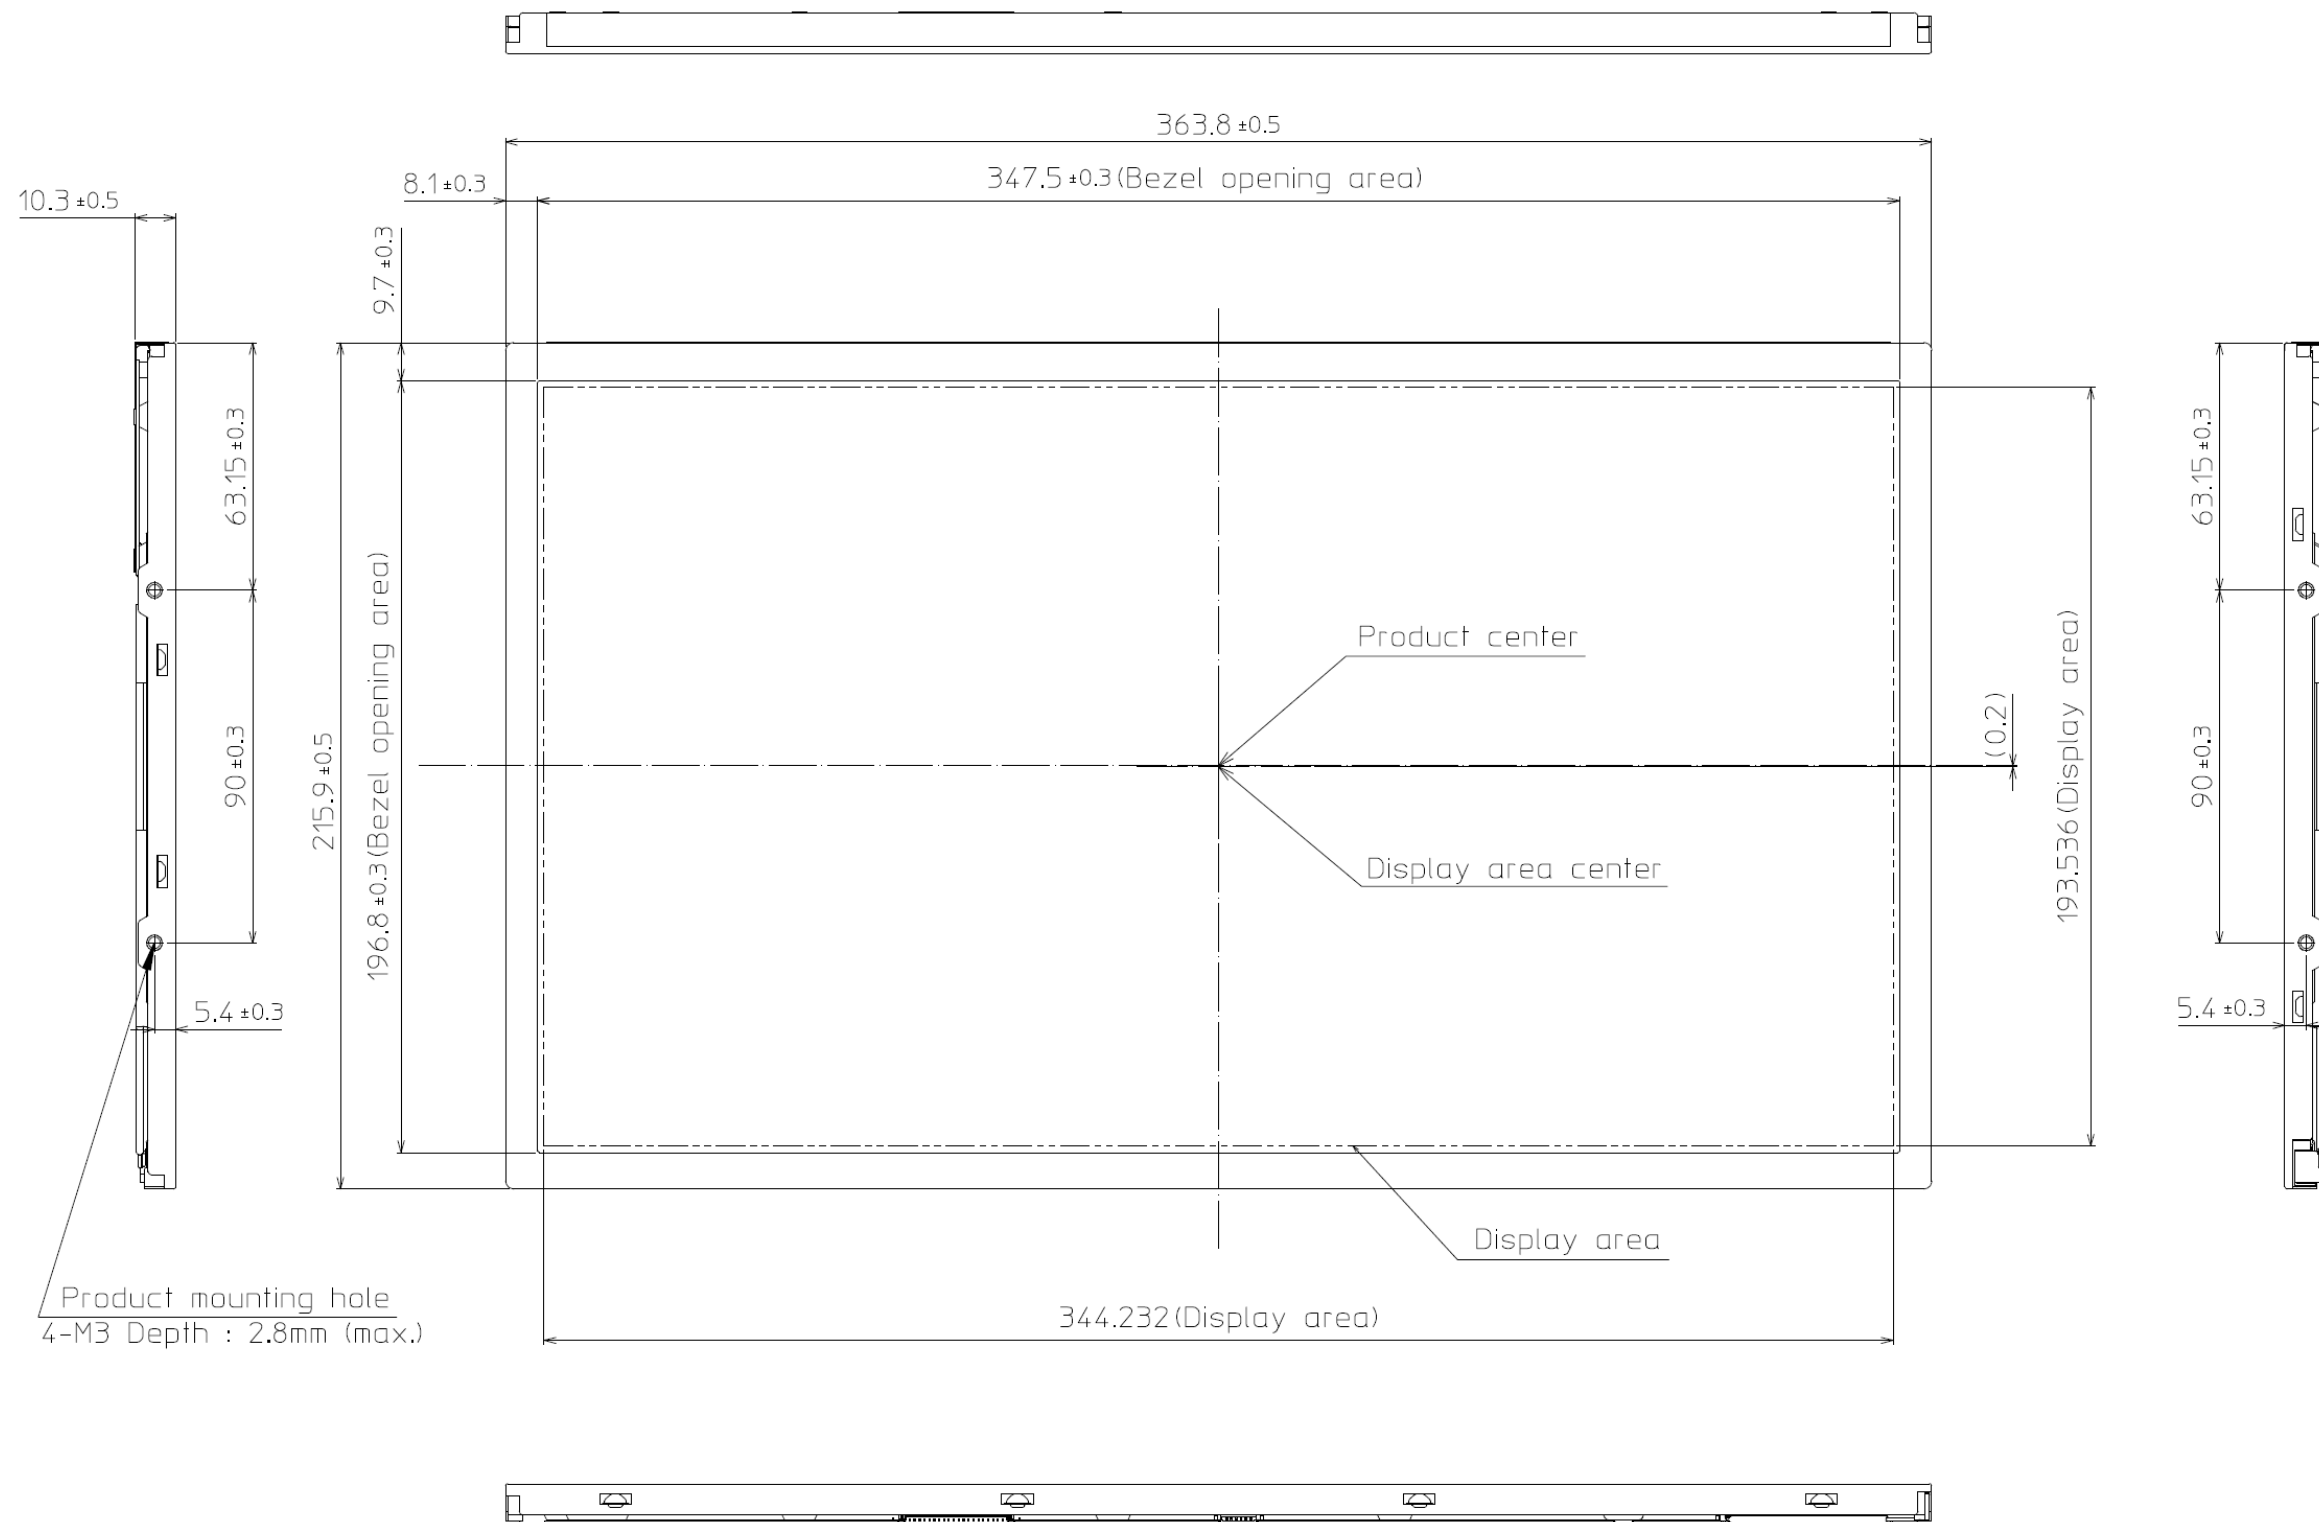 363.8 ±0.5
347.5 ±0.3 (Bezel opening area)
8.1 ±0.3
10.3 ±0.5
9.7 ±0.3
63.15 ±0.3
90 ±0.3
215.9 ±0.5
196.8 ±0.3 (Bezel opening area)
5.4 ±0.3
Product center
Display area center
(0.2)
193.536 (Display area)
63.15 ±0.3
90 ±0.3
5.4 ±0.3
Display area
344.232 (Display area)
Product mounting hole
4-M3 Depth : 2.8mm (max.)